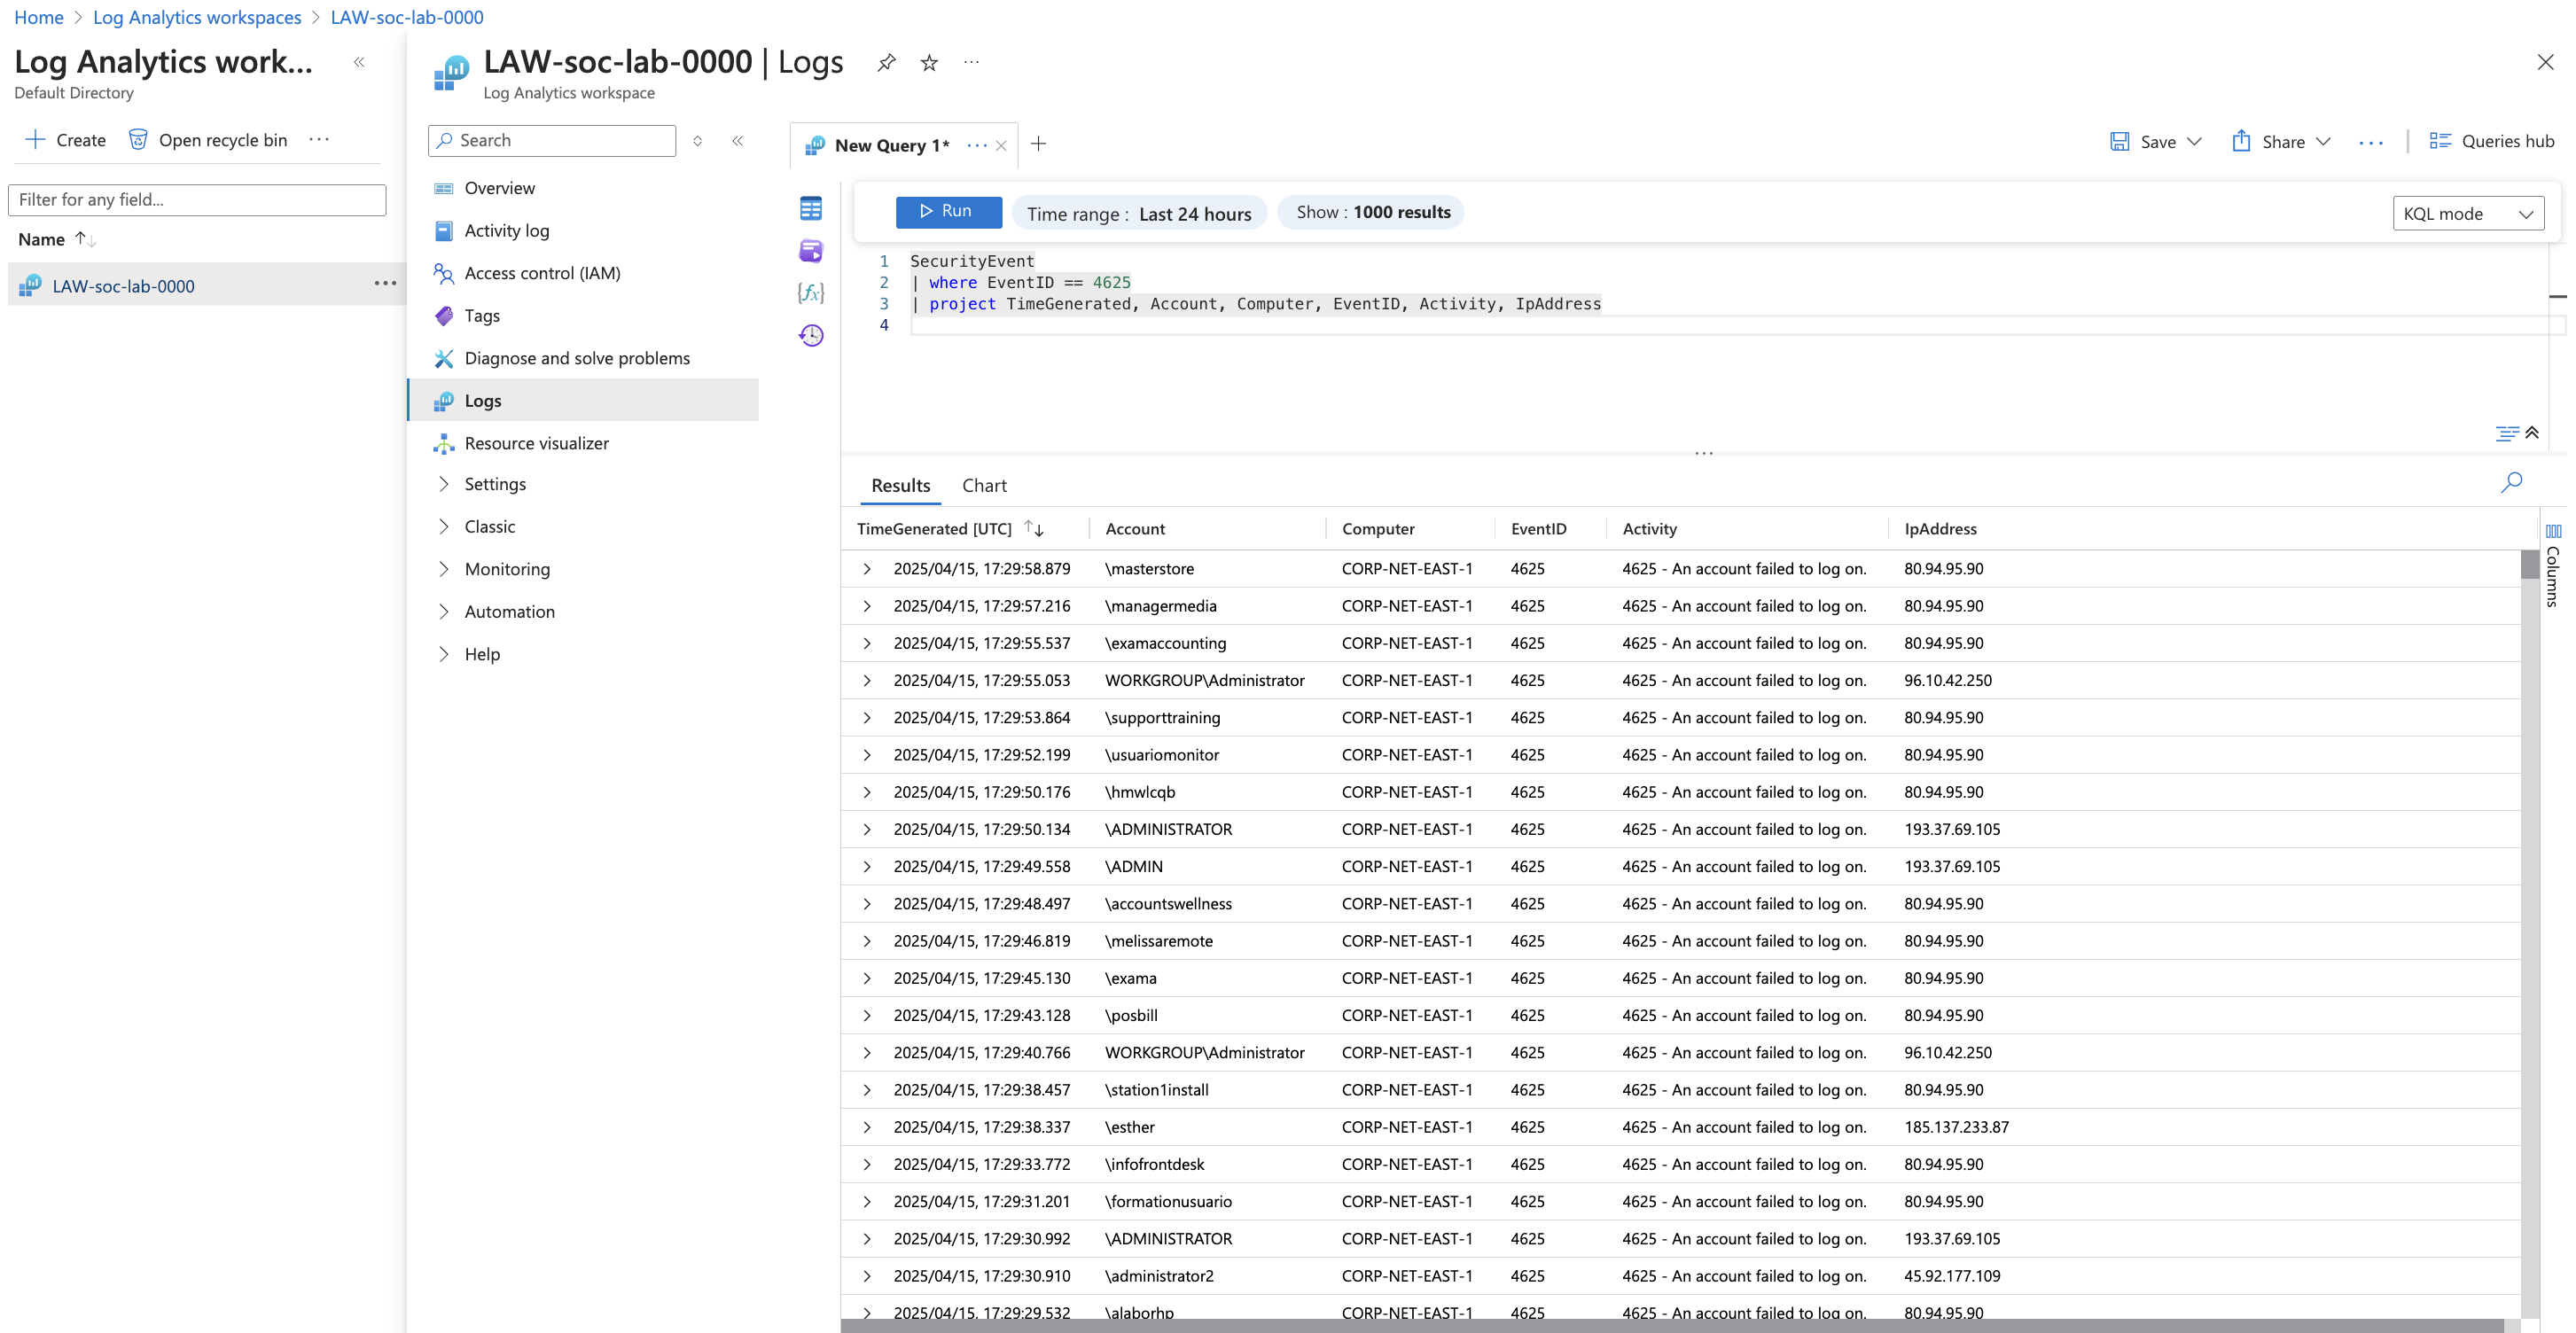 Home > Log Analytics workspaces > LAW-soc-lab-0000
Log Analytics work...
Default Directory
Create
Open recycle bin
Filter for any field...
Name
LAW-soc-lab-0000
LAW-soc-lab-0000 | Logs
Log Analytics workspace
Search
Overview
Activity log
Access control (IAM)
Tags
Diagnose and solve problems
Logs
Resource visualizer
Settings
Classic
Monitoring
Automation
Help
New Query 1*
Save
Share
Queries hub
Run
Time range : Last 24 hours
Show : 1000 results
KQL mode
1 SecurityEvent
2 | where EventID == 4625
3 | project TimeGenerated, Account, Computer, EventID, Activity, IpAddress
4
Results Chart
TimeGenerated [UTC] Account Computer EventID Activity IpAddress
2025/04/15, 17:29:58.879 \masterstore CORP-NET-EAST-1 4625 4625 - An account failed to log on. 80.94.95.90
2025/04/15, 17:29:57.216 \managermedia CORP-NET-EAST-1 4625 4625 - An account failed to log on. 80.94.95.90
2025/04/15, 17:29:55.537 \examaccounting CORP-NET-EAST-1 4625 4625 - An account failed to log on. 80.94.95.90
2025/04/15, 17:29:55.053 WORKGROUP\Administrator CORP-NET-EAST-1 4625 4625 - An account failed to log on. 96.10.42.250
2025/04/15, 17:29:53.864 \supporttraining CORP-NET-EAST-1 4625 4625 - An account failed to log on. 80.94.95.90
2025/04/15, 17:29:52.199 \usuariomonitor CORP-NET-EAST-1 4625 4625 - An account failed to log on. 80.94.95.90
2025/04/15, 17:29:50.176 \hmwlcqb CORP-NET-EAST-1 4625 4625 - An account failed to log on. 80.94.95.90
2025/04/15, 17:29:50.134 \ADMINISTRATOR CORP-NET-EAST-1 4625 4625 - An account failed to log on. 193.37.69.105
2025/04/15, 17:29:49.558 \ADMIN CORP-NET-EAST-1 4625 4625 - An account failed to log on. 193.37.69.105
2025/04/15, 17:29:48.497 \accountswellness CORP-NET-EAST-1 4625 4625 - An account failed to log on. 80.94.95.90
2025/04/15, 17:29:46.819 \melissaremote CORP-NET-EAST-1 4625 4625 - An account failed to log on. 80.94.95.90
2025/04/15, 17:29:45.130 \exama CORP-NET-EAST-1 4625 4625 - An account failed to log on. 80.94.95.90
2025/04/15, 17:29:43.128 \posbill CORP-NET-EAST-1 4625 4625 - An account failed to log on. 80.94.95.90
2025/04/15, 17:29:40.766 WORKGROUP\Administrator CORP-NET-EAST-1 4625 4625 - An account failed to log on. 96.10.42.250
2025/04/15, 17:29:38.457 \station1install CORP-NET-EAST-1 4625 4625 - An account failed to log on. 80.94.95.90
2025/04/15, 17:29:38.337 \esther CORP-NET-EAST-1 4625 4625 - An account failed to log on. 185.137.233.87
2025/04/15, 17:29:33.772 \infofrontdesk CORP-NET-EAST-1 4625 4625 - An account failed to log on. 80.94.95.90
2025/04/15, 17:29:31.201 \formationusuario CORP-NET-EAST-1 4625 4625 - An account failed to log on. 80.94.95.90
2025/04/15, 17:29:30.992 \ADMINISTRATOR CORP-NET-EAST-1 4625 4625 - An account failed to log on. 193.37.69.105
2025/04/15, 17:29:30.910 \administrator2 CORP-NET-EAST-1 4625 4625 - An account failed to log on. 45.92.177.109
2025/04/15, 17:29:29.532 \alaborhp CORP-NET-EAST-1 4625 4625 - An account failed to log on. 80.94.95.90
Columns